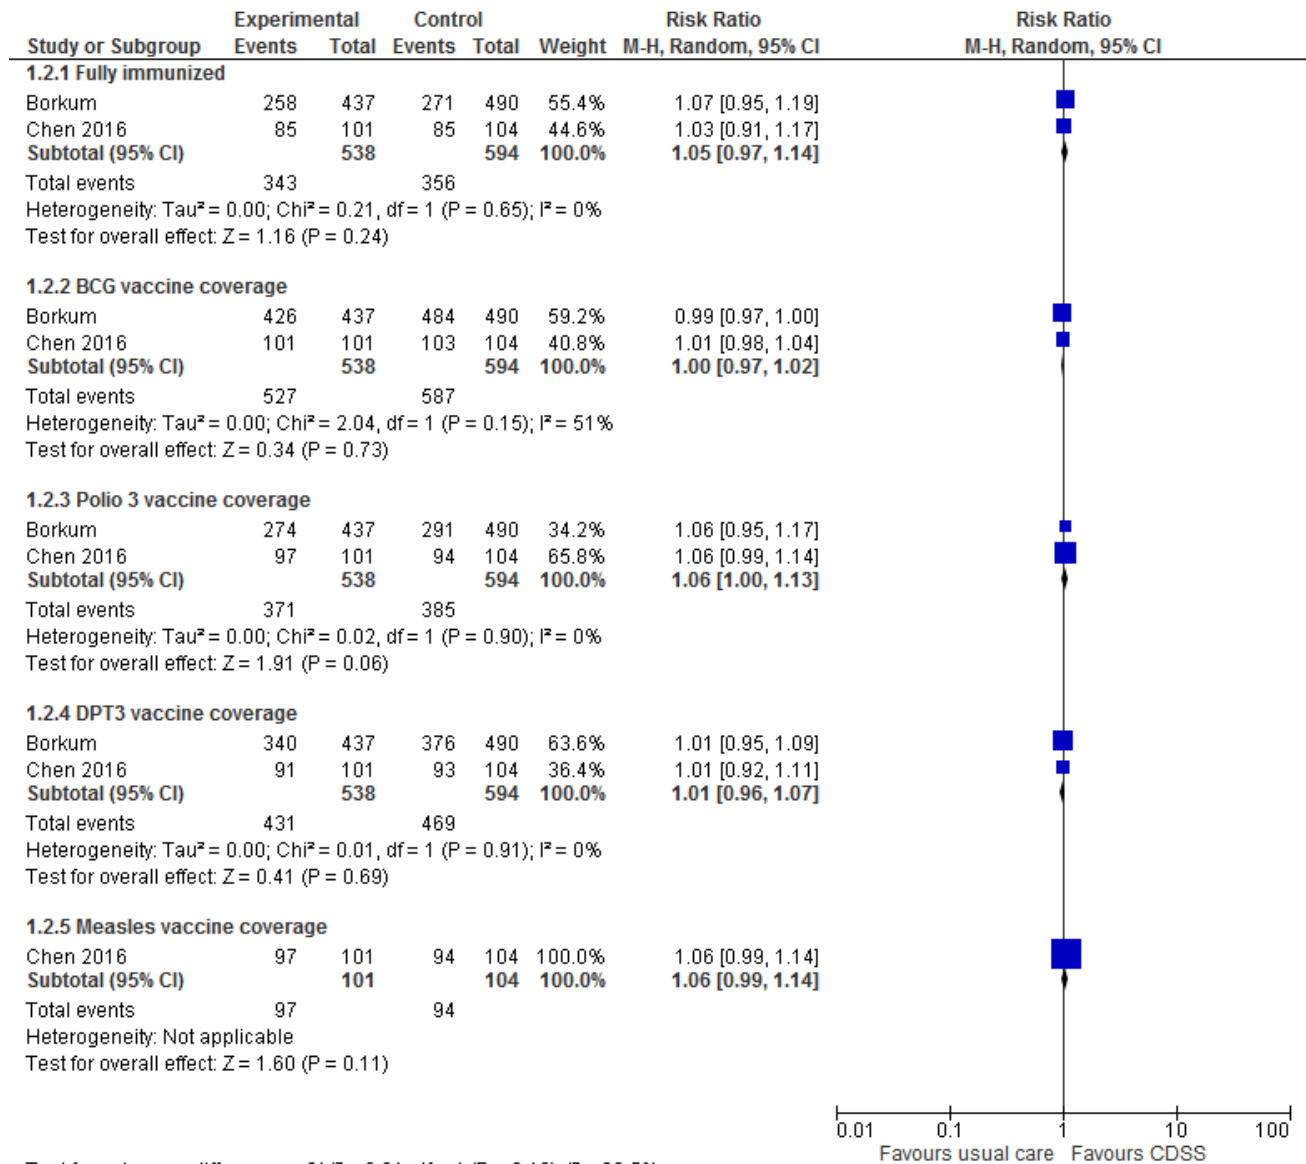 Experimental Control Risk Ratio Risk Ratio
Study or Subgroup Events Total Events Total Weight M-H, Random, 95% CI M-H, Random, 95% CI
1.2.1 Fully immunized
Borkum 258 437 271 490 55.4% 1.07 [0.95, 1.19]
Chen 2016 85 101 85 104 44.6% 1.03 [0.91, 1.17]
Subtotal (95% CI) 538 594 100.0% 1.05 [0.97, 1.14]
Total events 343 356
Heterogeneity: Tau² = 0.00; Chi² = 0.21, df = 1 (P = 0.65); I² = 0%
Test for overall effect: Z = 1.16 (P = 0.24)
1.2.2 BCG vaccine coverage
Borkum 426 437 484 490 59.2% 0.99 [0.97, 1.00]
Chen 2016 101 101 103 104 40.8% 1.01 [0.98, 1.04]
Subtotal (95% CI) 538 594 100.0% 1.00 [0.97, 1.02]
Total events 527 587
Heterogeneity: Tau² = 0.00; Chi² = 2.04, df = 1 (P = 0.15); I² = 51%
Test for overall effect: Z = 0.34 (P = 0.73)
1.2.3 Polio 3 vaccine coverage
Borkum 274 437 291 490 34.2% 1.06 [0.95, 1.17]
Chen 2016 97 101 94 104 65.8% 1.06 [0.99, 1.14]
Subtotal (95% CI) 538 594 100.0% 1.06 [1.00, 1.13]
Total events 371 385
Heterogeneity: Tau² = 0.00; Chi² = 0.02, df = 1 (P = 0.90); I² = 0%
Test for overall effect: Z = 1.91 (P = 0.06)
1.2.4 DPT3 vaccine coverage
Borkum 340 437 376 490 63.6% 1.01 [0.95, 1.09]
Chen 2016 91 101 93 104 36.4% 1.01 [0.92, 1.11]
Subtotal (95% CI) 538 594 100.0% 1.01 [0.96, 1.07]
Total events 431 469
Heterogeneity: Tau² = 0.00; Chi² = 0.01, df = 1 (P = 0.91); I² = 0%
Test for overall effect: Z = 0.41 (P = 0.69)
1.2.5 Measles vaccine coverage
Chen 2016 97 101 94 104 100.0% 1.06 [0.99, 1.14]
Subtotal (95% CI) 101 104 100.0% 1.06 [0.99, 1.14]
Total events 97 94
Heterogeneity: Not applicable
Test for overall effect: Z = 1.60 (P = 0.11)
0.01 0.1 1 10 100
Favours usual care Favours CDSS